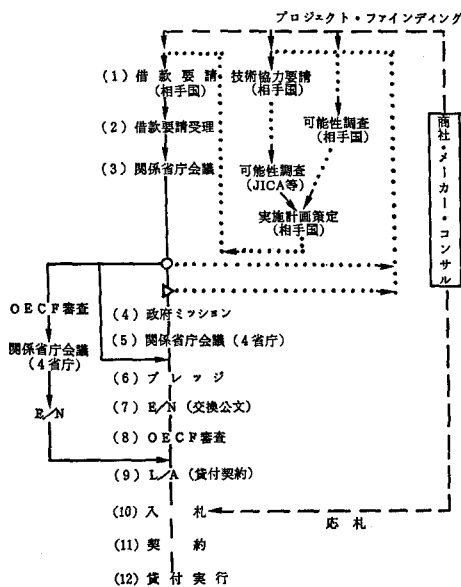 プロジェクト・ファインディング
(1) 借款要請
(相手国)
技術協力要請
(相手国)
(2) 借款要請受理
可能性調査
(相手国)
(3) 関係省庁会議
可能性調査
(JICA等)
実施計画策定
(相手国)
商社・メーカー・コンサル
OECF審査
関係省庁会議
(4省庁)
E/N
(4) 政府ミッション
(5) 関係省庁会議(4省庁)
(6) プレッジ
(7) E/N(交換公文)
(8) OECF審査
(9) L/A(貸付契約)
(10) 入札
応札
(11) 契約
(12) 貸付実行